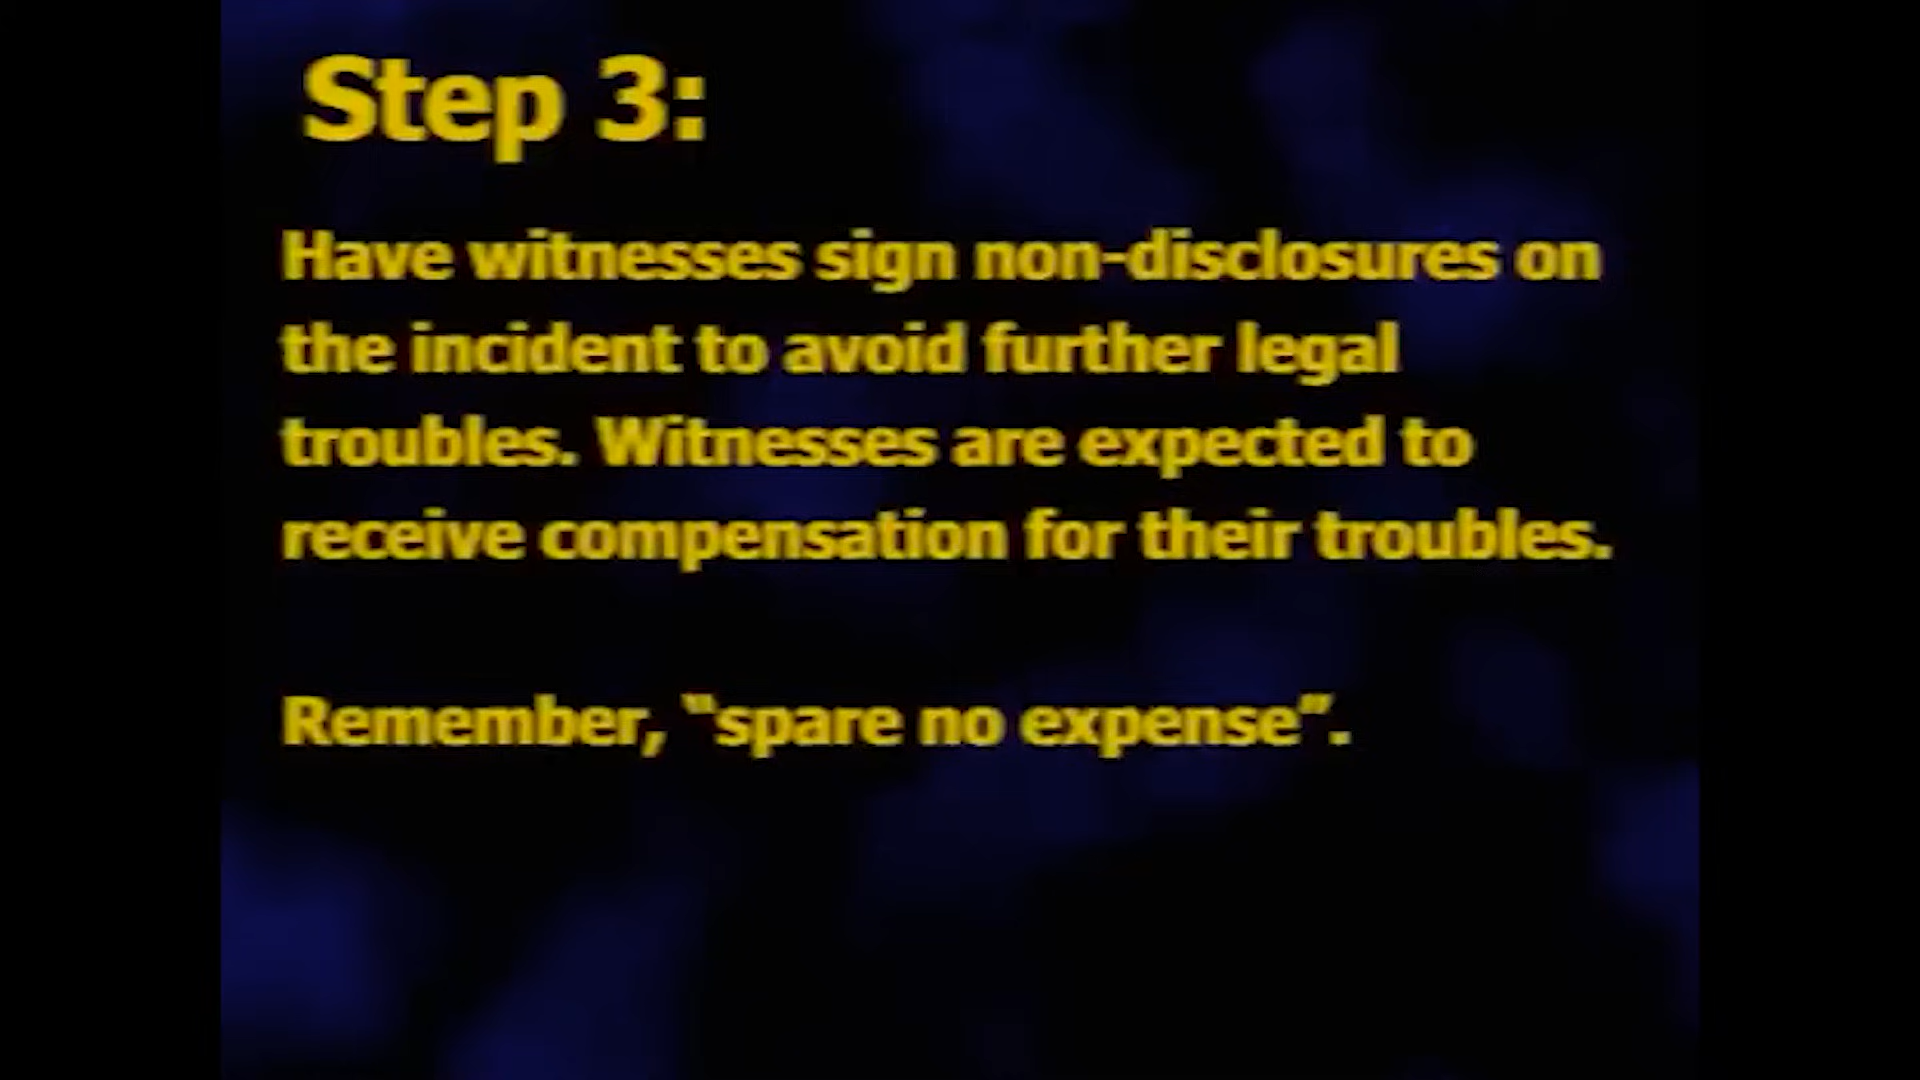 Step 3:
Have witnesses sign non-disclosures on
the incident to avoid further legal
troubles. Witnesses are expected to
receive compensation for their troubles.
Remember, “spare no expense”.